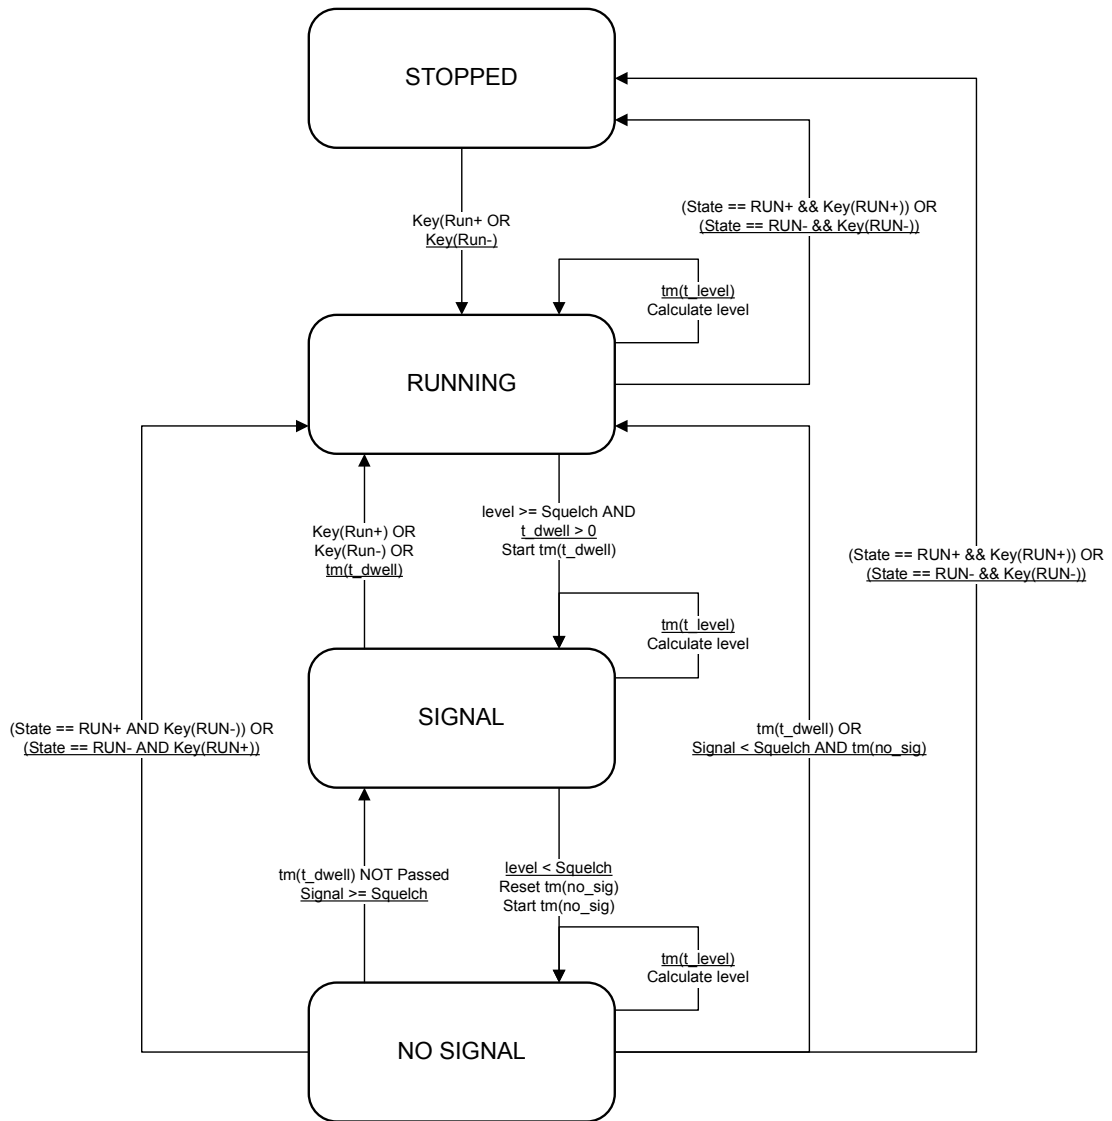 STOPPED
Key(Run+ OR
Key(Run-)
(State == RUN+ && Key(RUN+)) OR
(State == RUN- && Key(RUN-))
tm(t_level)
Calculate level
RUNNING
Key(Run+) OR
Key(Run-) OR
tm(t_dwell)
level >= Squelch AND
t_dwell > 0
Start tm(t_dwell)
(State == RUN+ && Key(RUN+)) OR
(State == RUN- && Key(RUN-))
tm(t_level)
Calculate level
SIGNAL
(State == RUN+ AND Key(RUN-)) OR
(State == RUN- AND Key(RUN+))
tm(t_dwell) OR
Signal < Squelch AND tm(no_sig)
tm(t_dwell) NOT Passed
Signal >= Squelch
level < Squelch
Reset tm(no_sig)
Start tm(no_sig)
tm(t_level)
Calculate level
NO SIGNAL